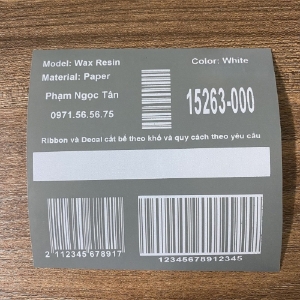 Model: Wax Resin
Color: White
Material: Paper
Phạm Ngọc Tân
15263-000
0971.56.56.75
Ribbon và Decal cắt bế theo khổ và quy cách theo yêu cầu
2 112345 678917
12345678912345